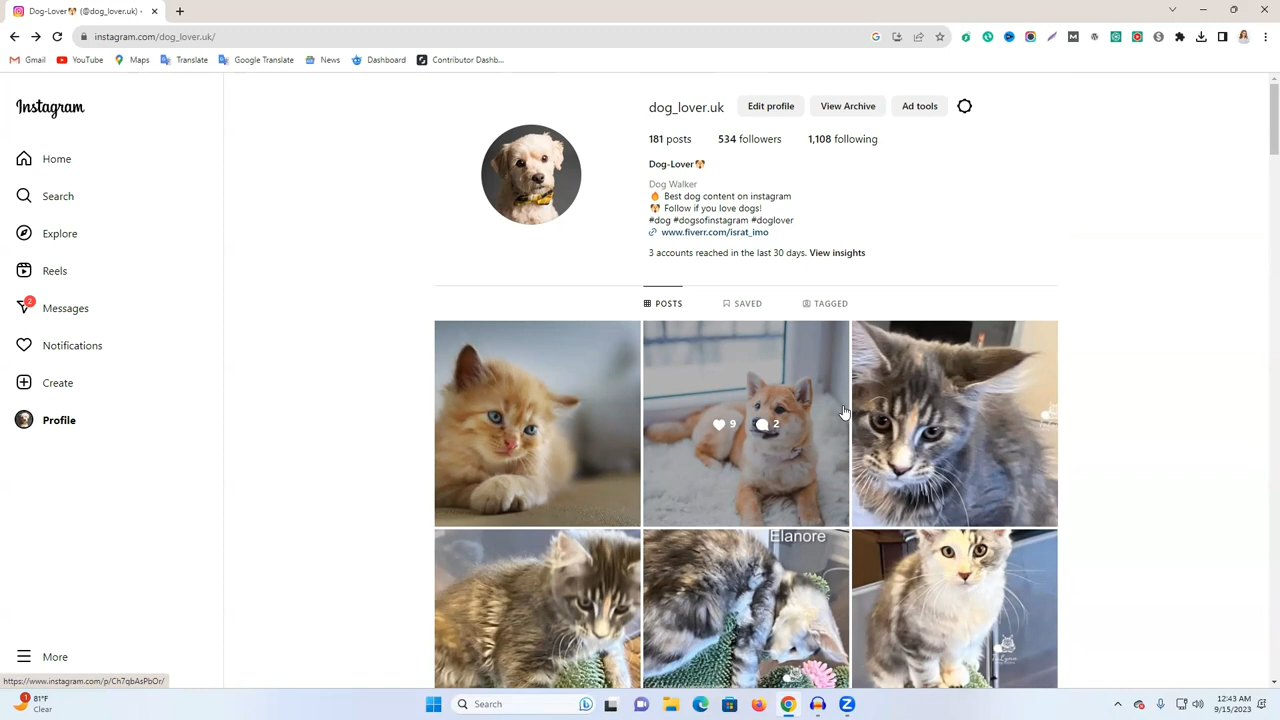 Dog-Lover🐶 (@dog_lover.uk) •
instagram.com/dog_lover.uk/
Gmail YouTube Maps Translate Google Translate News Dashboard Contributor Dashb...
Instagram
Home
Search
Explore
Reels
2
Messages
Notifications
Create
Profile
More
dog_lover.uk Edit profile View Archive Ad tools
181 posts 534 followers 1,108 following
Dog-Lover🐶
Dog Walker
🔥 Best dog content on instagram
🐶 Follow if you love dogs!
#dog #dogsofinstagram #doglover
www.fiverr.com/israt_imo
3 accounts reached in the last 30 days. View insights
POSTS SAVED TAGGED
9 2
Elanore
https://www.instagram.com/p/Ch7qbAsPbOr/
1
81°F
Clear
Search
12:43 AM
9/15/2023